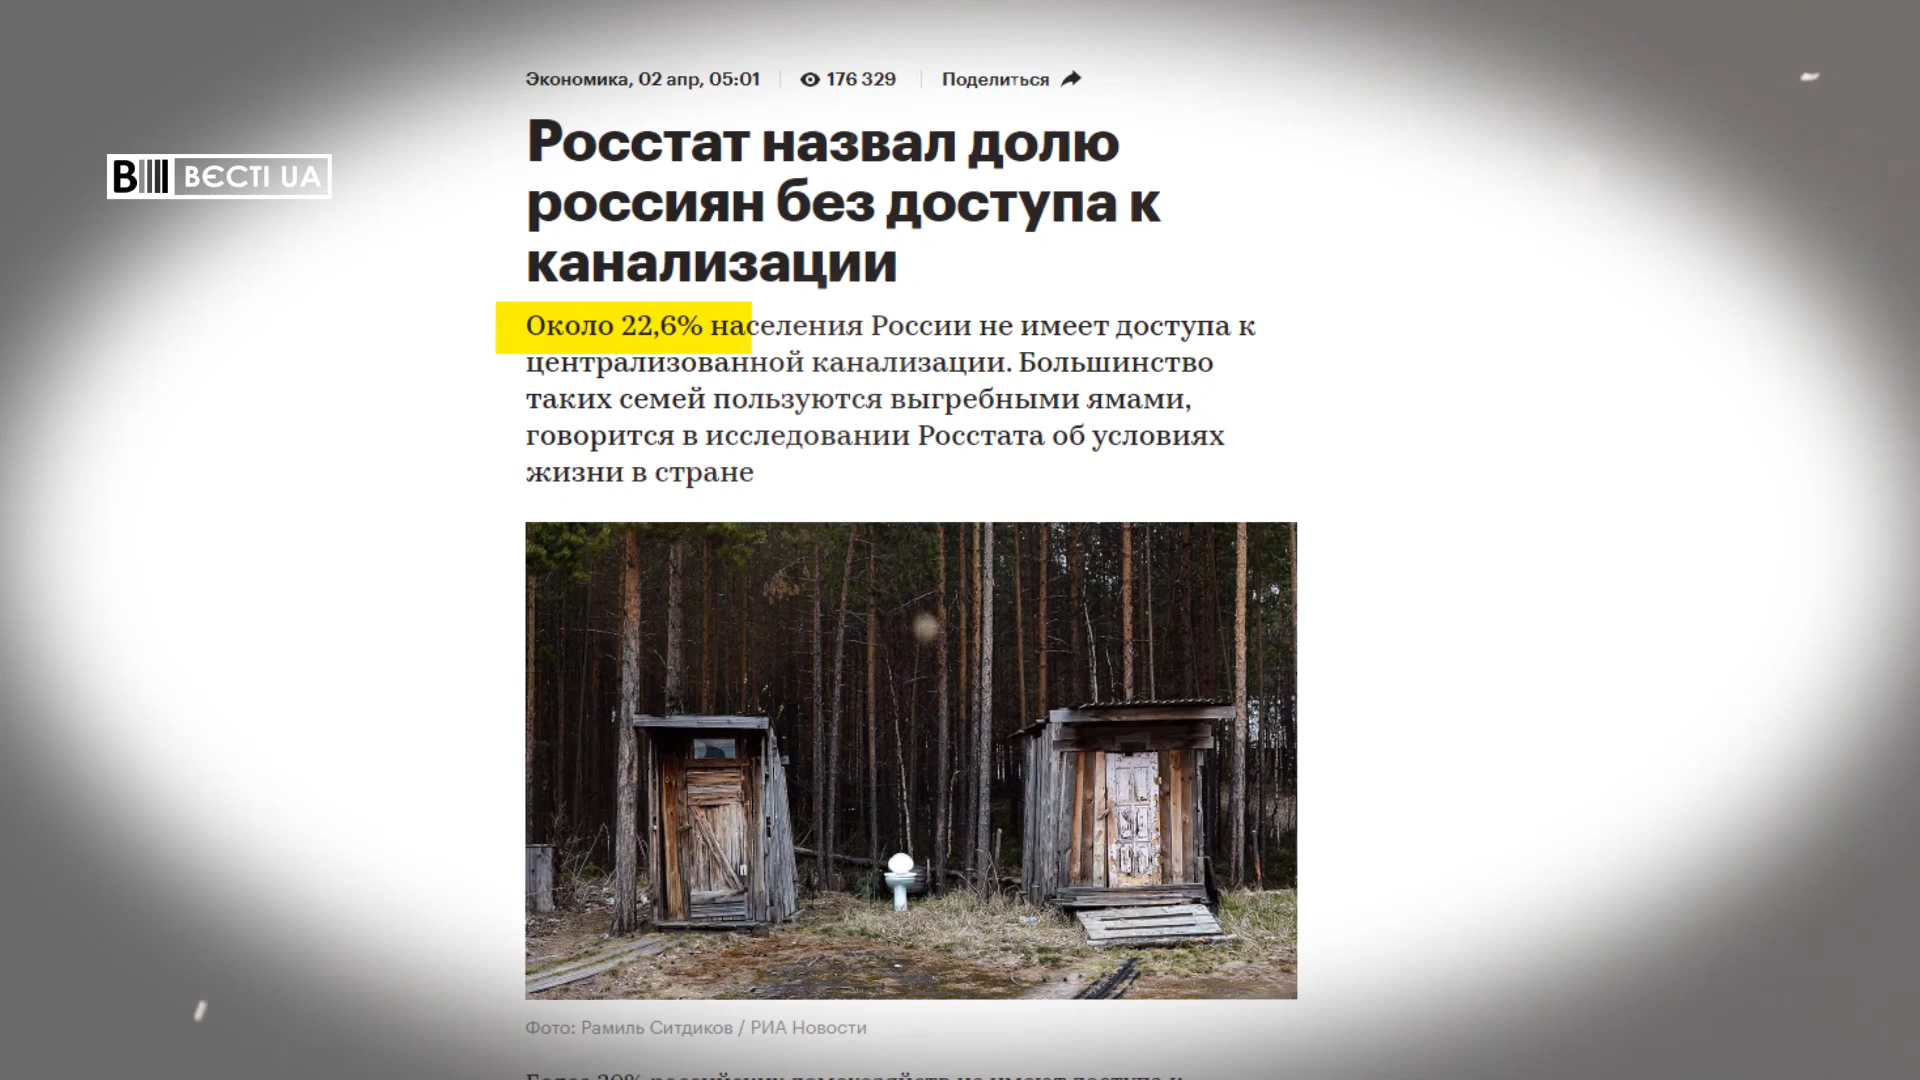 Экономика, 02 апр, 05:01 176 329 Поделиться
Росстат назвал долю
россиян без доступа к
канализации
В ВЄСТІ UA
Около 22,6% населения России не имеет доступа к
централизованной канализации. Большинство
таких семей пользуются выгребными ямами,
говорится в исследовании Росстата об условиях
жизни в стране
Фото: Рамиль Ситдиков / РИА Новости